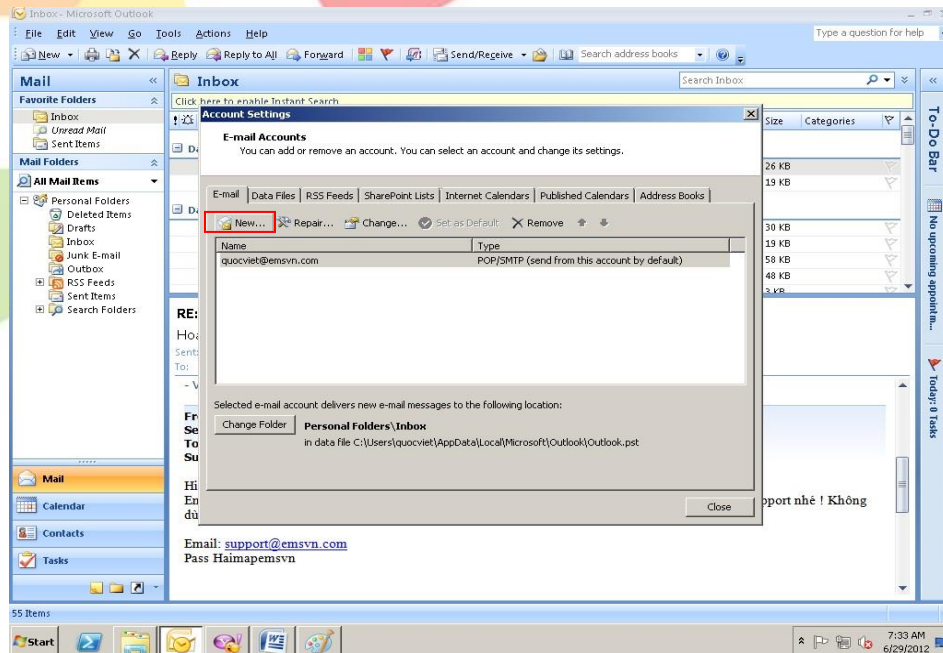 Inbox - Microsoft Outlook
File Edit View Go Tools Actions Help
Type a question for help
New Reply Reply to All Forward Send/Receive Search address books
Mail
Favorite Folders
Inbox
Unread Mail
Sent Items
Mail Folders
All Mail Items
Personal Folders
Deleted Items
Drafts
Inbox
Junk E-mail
Outbox
RSS Feeds
Sent Items
Search Folders
Mail
Calendar
Contacts
Tasks
Inbox
Search Inbox
Click here to enable Instant Search
Size Categories
26 KB
19 KB
30 KB
19 KB
58 KB
48 KB
3 KB
Account Settings
E-mail Accounts
You can add or remove an account. You can select an account and change its settings.
E-mail Data Files RSS Feeds SharePoint Lists Internet Calendars Published Calendars Address Books
New... Repair... Change... Set as Default Remove
Name Type
quocviet@emsvn.com POP/SMTP (send from this account by default)
Selected e-mail account delivers new e-mail messages to the following location:
Change Folder Personal Folders\Inbox
in data file C:\Users\quocviet\AppData\Local\Microsoft\Outlook\Outlook.pst
Close
RE:
Sent:
To:
nhé ! Không
Email: support@emsvn.com
Pass Haimapemsvn
To-Do Bar
No upcoming appointm...
Today: 0 Tasks
55 Items
Start
7:33 AM
6/29/2012